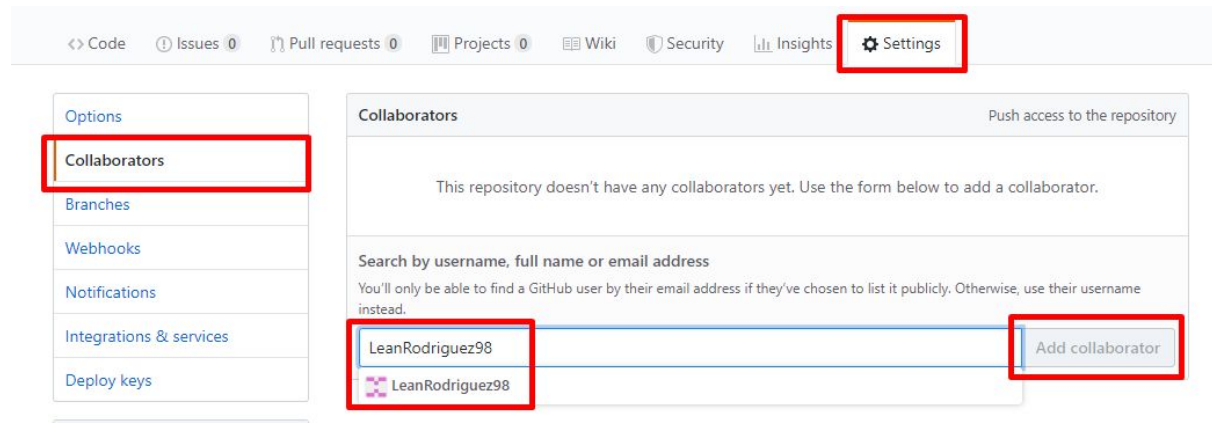 Code Issues 0 Pull requests 0 Projects 0 Wiki Security Insights Settings
Options
Collaborators
Branches
Webhooks
Notifications
Integrations & services
Deploy keys
Collaborators Push access to the repository
This repository doesn't have any collaborators yet. Use the form below to add a collaborator.
Search by username, full name or email address
You'll only be able to find a GitHub user by their email address if they've chosen to list it publicly. Otherwise, use their username
instead.
LeanRodriguez98 Add collaborator
LeanRodriguez98